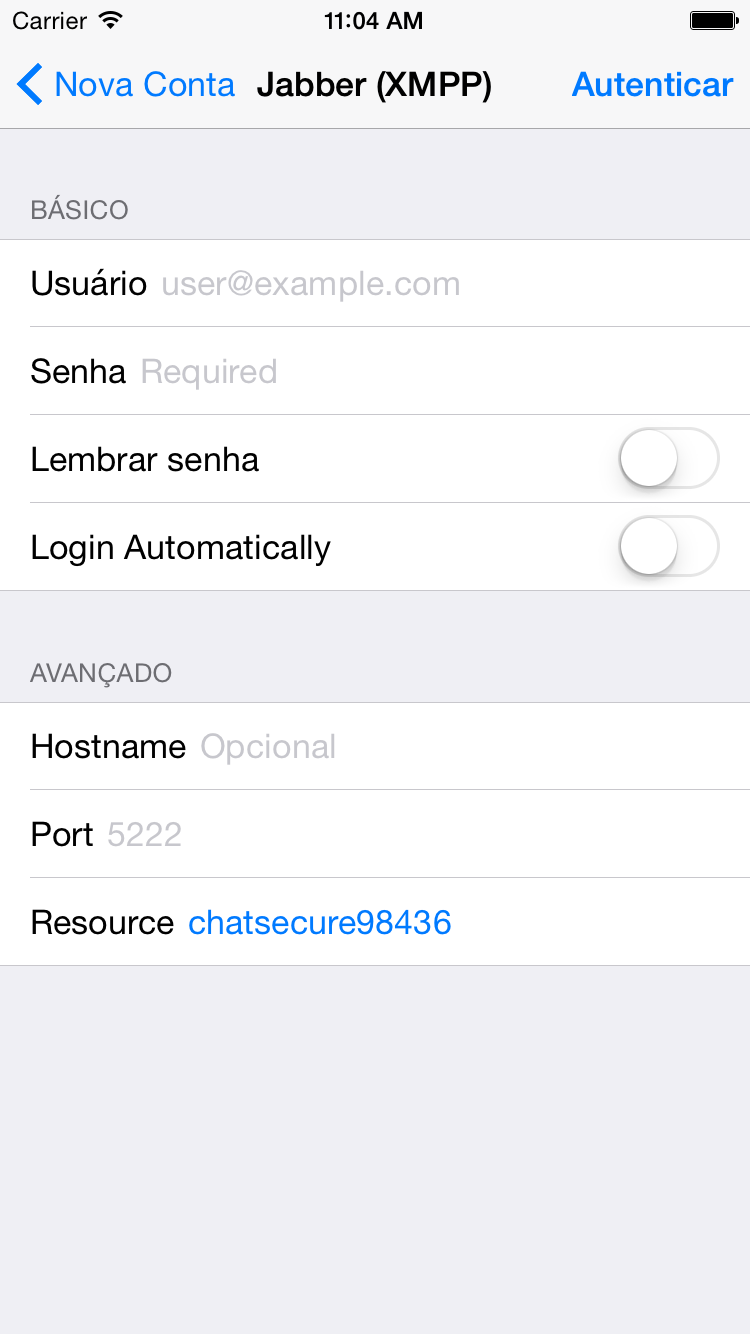 Carrier 11:04 AM
Nova Conta Jabber (XMPP) Autenticar
BÁSICO
Usuário user@example.com
Senha Required
Lembrar senha
Login Automatically
AVANÇADO
Hostname Opcional
Port 5222
Resource chatsecure98436